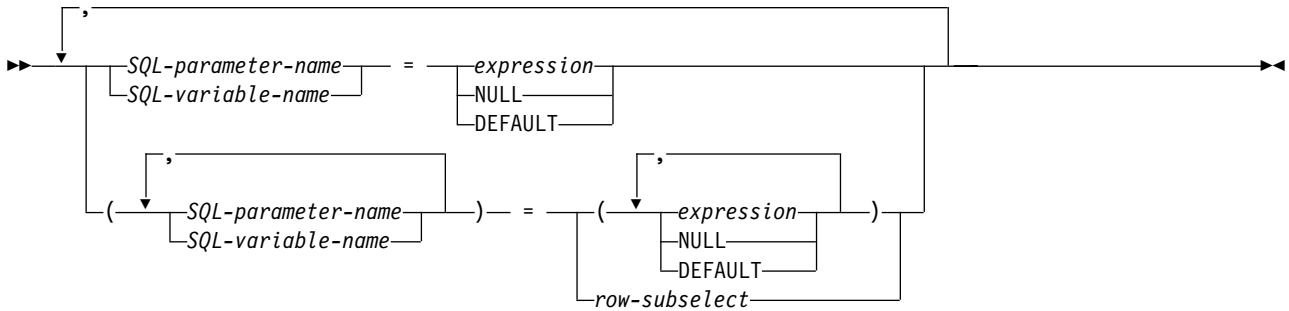 ,
SQL-parameter-name = expression
SQL-variable-name NULL
DEFAULT
, ,
( SQL-parameter-name ) = ( expression )
SQL-variable-name NULL
DEFAULT
row-subselect